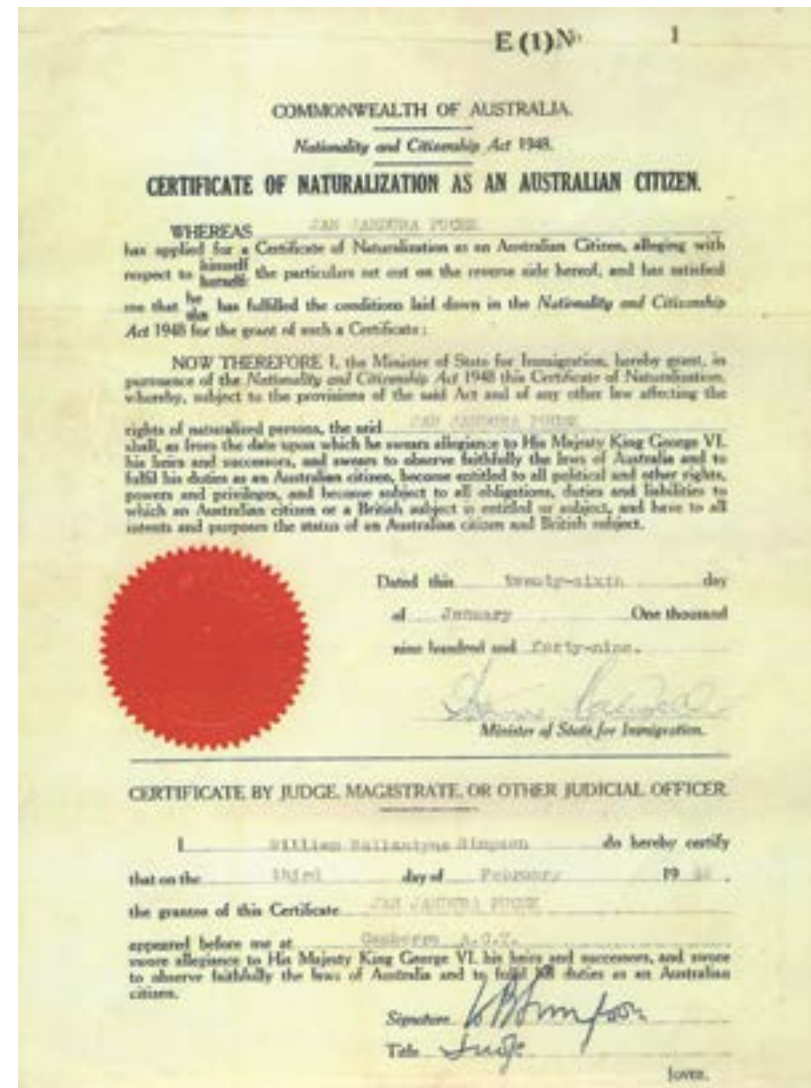 E (1) No. 1
COMMONWEALTH OF AUSTRALIA.
Nationality and Citizenship Act 1948.
CERTIFICATE OF NATURALIZATION AS AN AUSTRALIAN CITIZEN.
WHEREAS JAN JANDURA PUCEK
has applied for a Certificate of Naturalization as an Australian Citizen, alleging with
respect to himself herself the particulars set out on the reverse side hereof, and has satisfied
me that he she has fulfilled the conditions laid down in the Nationality and Citizenship
Act 1948 for the grant of such a Certificate:
NOW THEREFORE I, the Minister of State for Immigration, hereby grant, in
pursuance of the Nationality and Citizenship Act 1948 this Certificate of Naturalization,
whereby, subject to the provisions of the said Act and of any other law affecting the
rights of naturalized persons, the said JAN JANDURA PUCEK
shall, as from the date upon which he swears allegiance to His Majesty King George VI.
his heirs and successors, and swears to observe faithfully the laws of Australia and to
fulfil his duties as an Australian citizen, become entitled to all political and other rights,
powers and privileges, and become subject to all obligations, duties and liabilities to
which an Australian citizen or a British subject is entitled or subject, and have to all
intents and purposes the status of an Australian citizen and British subject.
Dated this twenty-sixth day
of January One thousand
nine hundred and forty-nine.
Minister of State for Immigration.
CERTIFICATE BY JUDGE, MAGISTRATE, OR OTHER JUDICIAL OFFICER.
I William Ballantyne Simpson do hereby certify
that on the third day of February 19
the grantee of this Certificate JAN JANDURA PUCEK
appeared before me at Canberra A.C.T.
swore allegiance to His Majesty King George VI. his heirs and successors, and swore
to observe faithfully the laws of Australia and to fulfil his duties as an Australian
citizen.
Signature WBSimpson
Title Judge
[OVER.